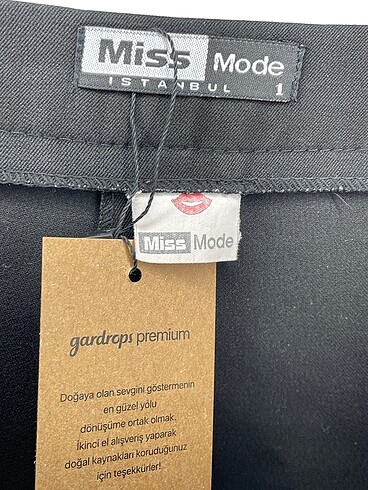 Miss Mode
ISTANBUL 1
Miss Mode
gardrops premium
Doğaya olan sevgini göstermenin
en güzel yolu
dönüşüme ortak olmak.
İkinci el alışveriş yaparak
doğal kaynakları koruduğunuz
için teşekkürler!